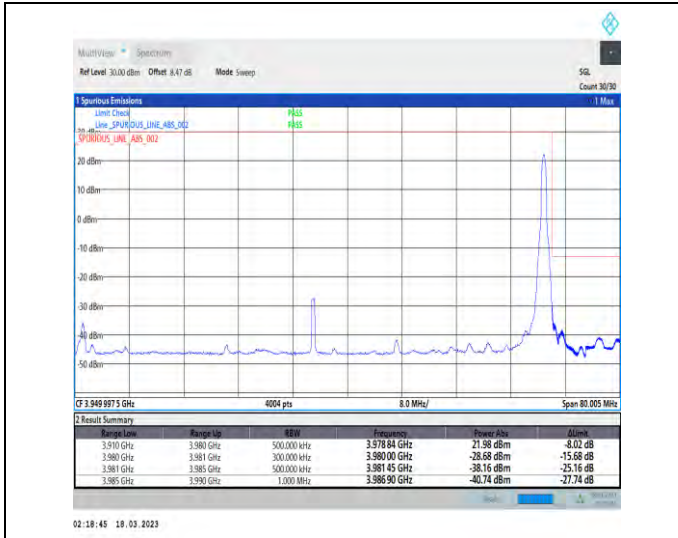 MultiView Spectrum
Ref Level 30.00 dBm Offset 8.47 dB Mode Sweep SGL
Count 30/30
1 Spurious Emissions 1 Max
Limit Check PASS
Line _SPURIOUS_LINE_ABS_002 PASS
30 dBm
_SPURIOUS_LINE_ABS_002
20 dBm
10 dBm
0 dBm
-10 dBm
-20 dBm
-30 dBm
-40 dBm
-50 dBm
CF 3.949 997 5 GHz 4004 pts 8.0 MHz/ Span 80.005 MHz
2 Result Summary
Range Low Range Up RBW Frequency Power Abs ΔLimit
3.910 GHz 3.980 GHz 500.000 kHz 3.978 84 GHz 21.98 dBm -8.02 dB
3.980 GHz 3.981 GHz 300.000 kHz 3.980 00 GHz -28.68 dBm -15.68 dB
3.981 GHz 3.985 GHz 500.000 kHz 3.981 45 GHz -38.16 dBm -25.16 dB
3.985 GHz 3.990 GHz 1.000 MHz 3.986 90 GHz -40.74 dBm -27.74 dB
02:18:45 18.03.2023